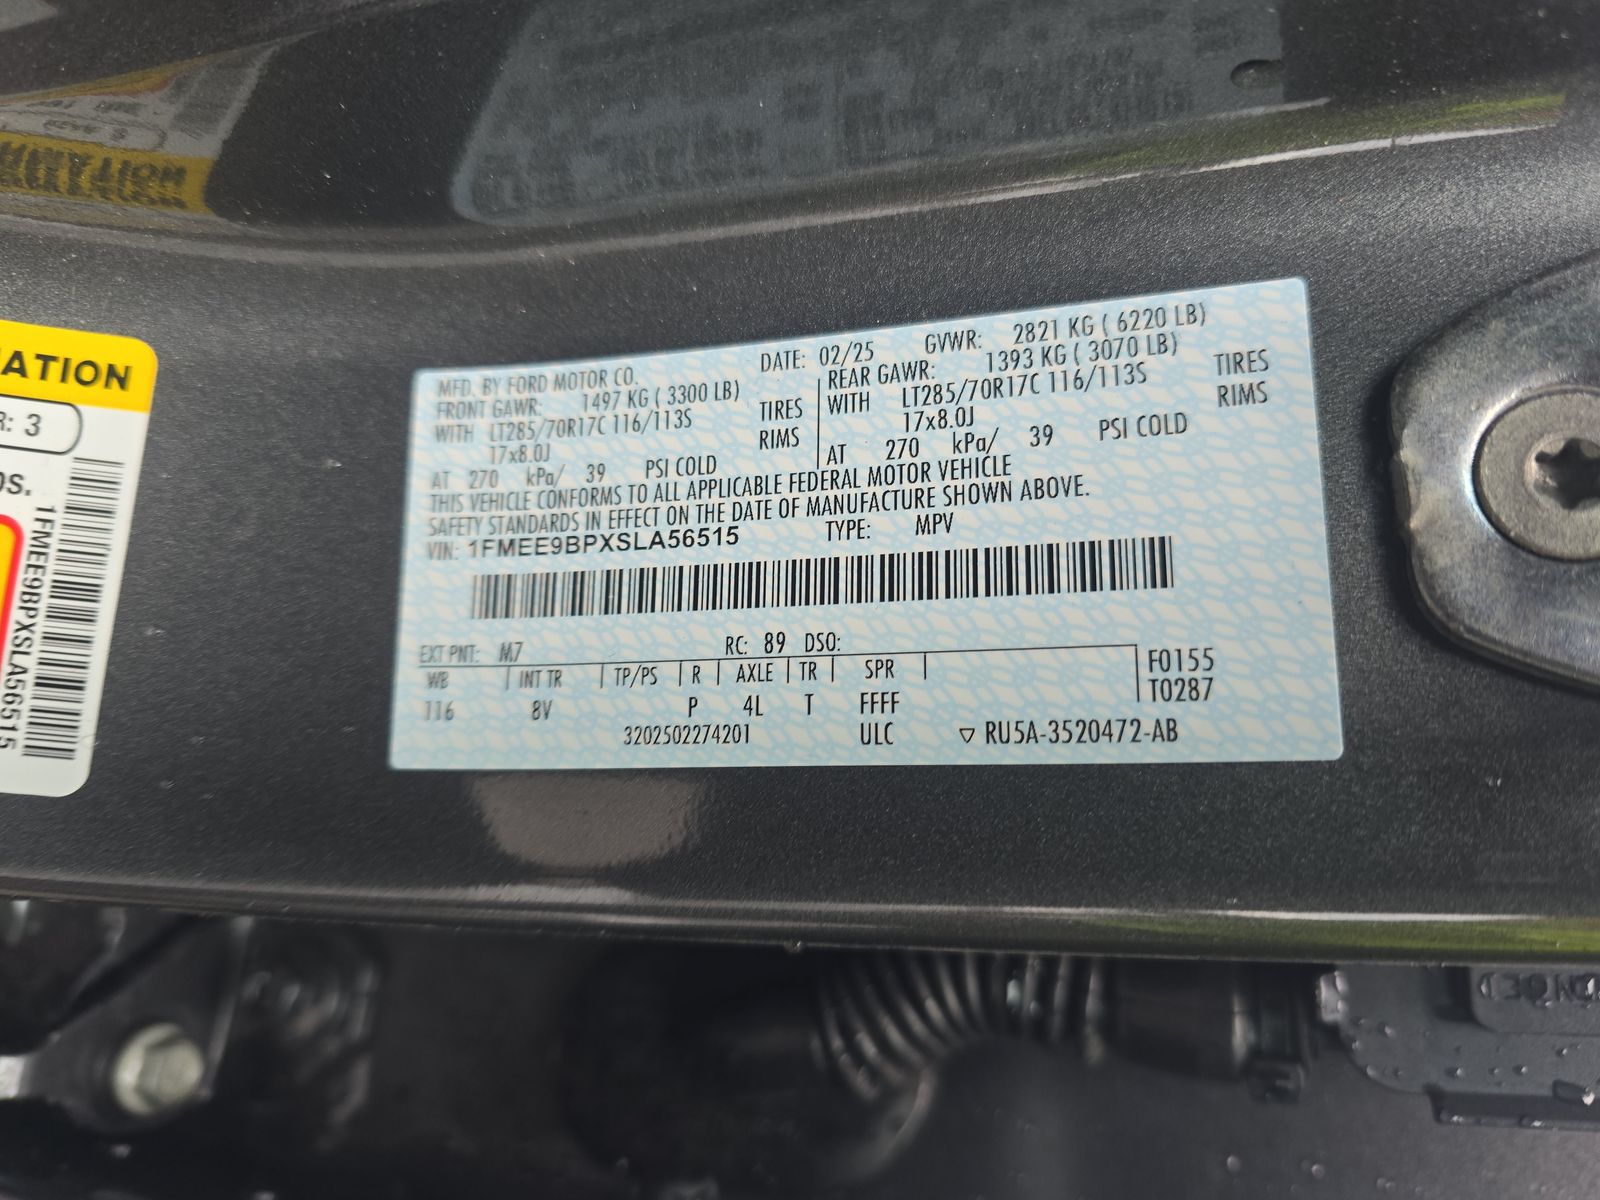 ATION
R: 3
OS.
1FMEE9BPXSLA56515
MFD. BY FORD MOTOR CO.
DATE: 02/25
GVWR: 2821 KG ( 6220 LB)
FRONT GAWR: 1497 KG ( 3300 LB)
WITH LT285/70R17C 116/113S TIRES
17x8.0J RIMS
AT 270 kPa/ 39 PSI COLD
REAR GAWR: 1393 KG ( 3070 LB)
WITH LT285/70R17C 116/113S TIRES
17x8.0J RIMS
AT 270 kPa/ 39 PSI COLD
THIS VEHICLE CONFORMS TO ALL APPLICABLE FEDERAL MOTOR VEHICLE
SAFETY STANDARDS IN EFFECT ON THE DATE OF MANUFACTURE SHOWN ABOVE.
VIN: 1FMEE9BPXSLA56515 TYPE: MPV
EXT PNT: M7 RC: 89 DSO:
WB INT TR TP/PS R AXLE TR SPR
116 8V P 4L T FFFF
F0155
T0287
3202502274201 ULC ▽ RU5A-3520472-AB